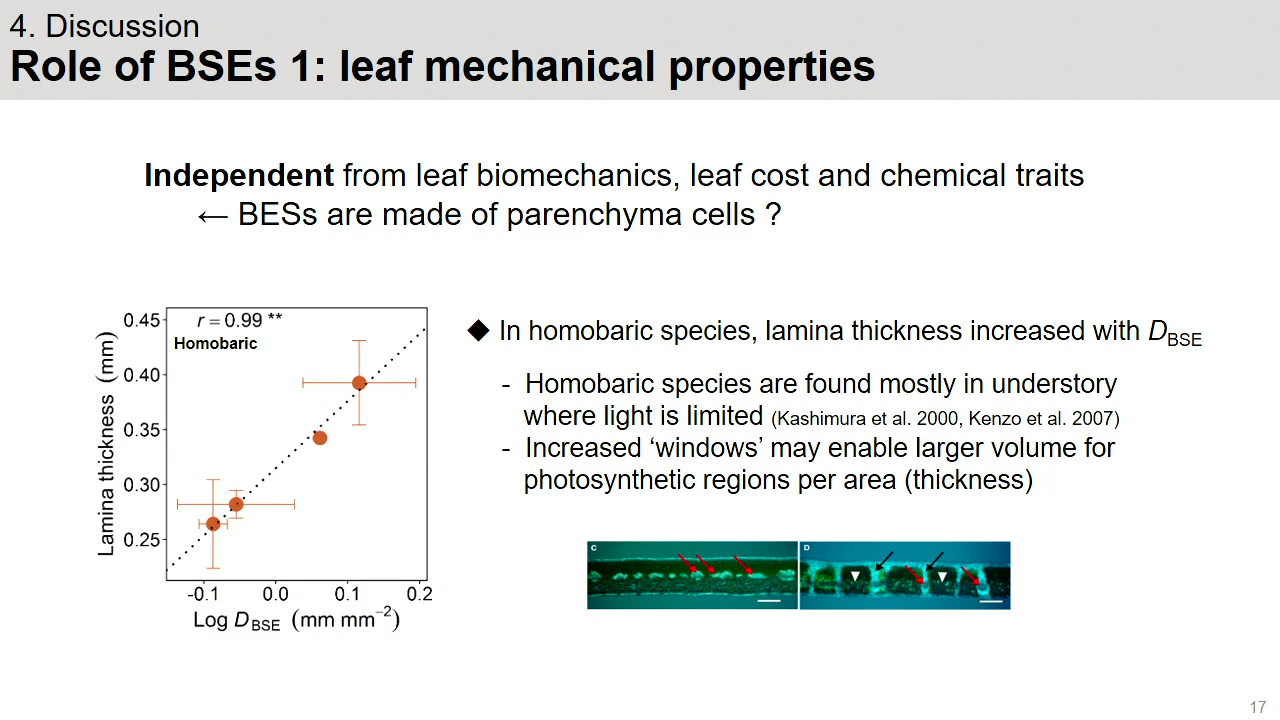 4. Discussion
Role of BSEs 1: leaf mechanical properties
Independent from leaf biomechanics, leaf cost and chemical traits
← BESs are made of parenchyma cells ?
r = 0.99 **
Homobaric
Lamina thickness (mm)
0.45
0.40
0.35
0.30
0.25
-0.1 0.0 0.1 0.2
Log D BSE (mm mm⁻²)
◆ In homobaric species, lamina thickness increased with D BSE
- Homobaric species are found mostly in understory
where light is limited (Kashimura et al. 2000, Kenzo et al. 2007)
- Increased ‘windows’ may enable larger volume for
photosynthetic regions per area (thickness)
C
D
17